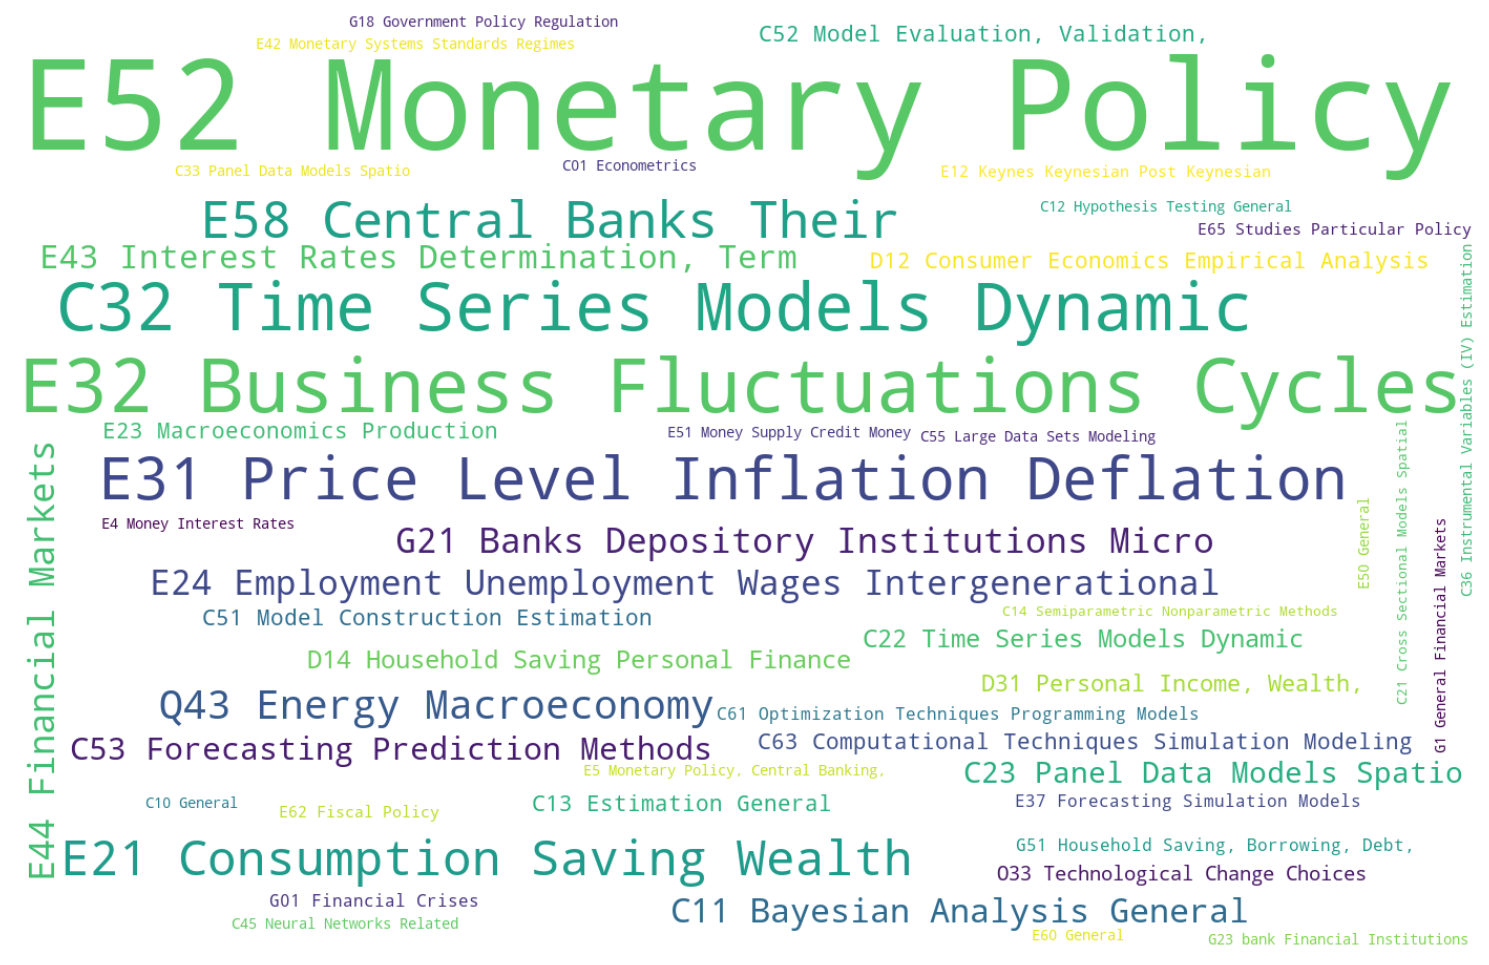 G18 Government Policy Regulation
C52 Model Evaluation, Validation,
E42 Monetary Systems Standards Regimes
E52 Monetary Policy
C33 Panel Data Models Spatio
C01 Econometrics
E12 Keynes Keynesian Post Keynesian
E58 Central Banks Their
C12 Hypothesis Testing General
E65 Studies Particular Policy
E43 Interest Rates Determination, Term
D12 Consumer Economics Empirical Analysis
C32 Time Series Models Dynamic
E32 Business Fluctuations Cycles
C36 Instrumental Variables (IV) Estimation
E23 Macroeconomics Production
E51 Money Supply Credit Money
C55 Large Data Sets Modeling
E31 Price Level Inflation Deflation
E44 Financial Markets
C21 Cross Sectional Models Spatial
E4 Money Interest Rates
G21 Banks Depository Institutions Micro
E50 General
G1 General Financial Markets
E24 Employment Unemployment Wages Intergenerational
C51 Model Construction Estimation
C14 Semiparametric Nonparametric Methods
C22 Time Series Models Dynamic
D14 Household Saving Personal Finance
D31 Personal Income, Wealth,
Q43 Energy Macroeconomy
C61 Optimization Techniques Programming Models
C53 Forecasting Prediction Methods
C63 Computational Techniques Simulation Modeling
E5 Monetary Policy, Central Banking,
C23 Panel Data Models Spatio
C10 General
E62 Fiscal Policy
C13 Estimation General
E37 Forecasting Simulation Models
E21 Consumption Saving Wealth
G51 Household Saving, Borrowing, Debt,
O33 Technological Change Choices
G01 Financial Crises
C11 Bayesian Analysis General
C45 Neural Networks Related
E60 General
G23 bank Financial Institutions